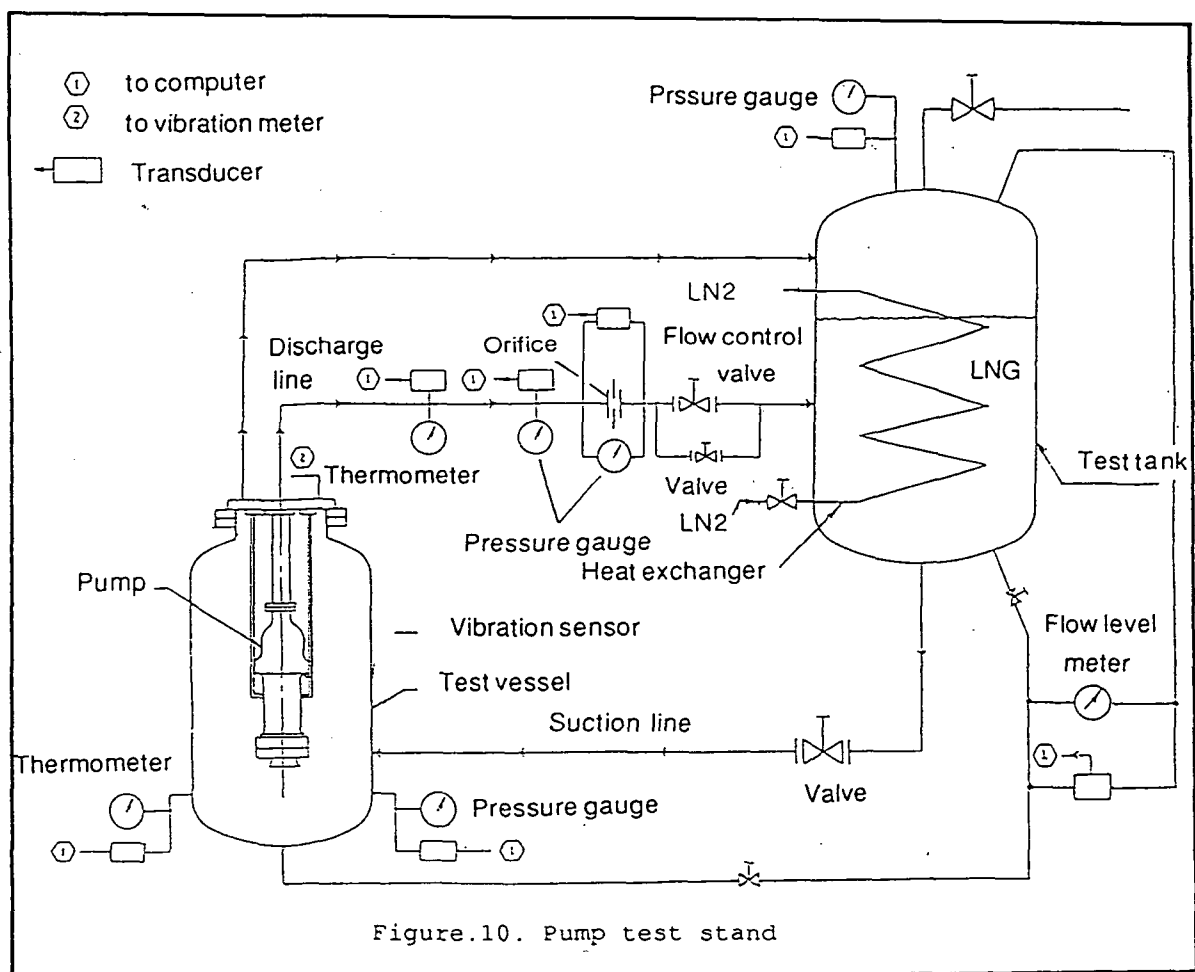 1 to computer
2 to vibration meter
Transducer
Prssure gauge
1
LN2
1
Orifice
Flow control
valve
LNG
Discharge
line
1
1
Test tank
2
Thermometer
Valve
LN2
Pressure gauge
Heat exchanger
Pump
Vibration sensor
Flow level
meter
Test vessel
Suction line
Thermometer
Valve
1
Pressure gauge
1
1
Figure.10. Pump test stand